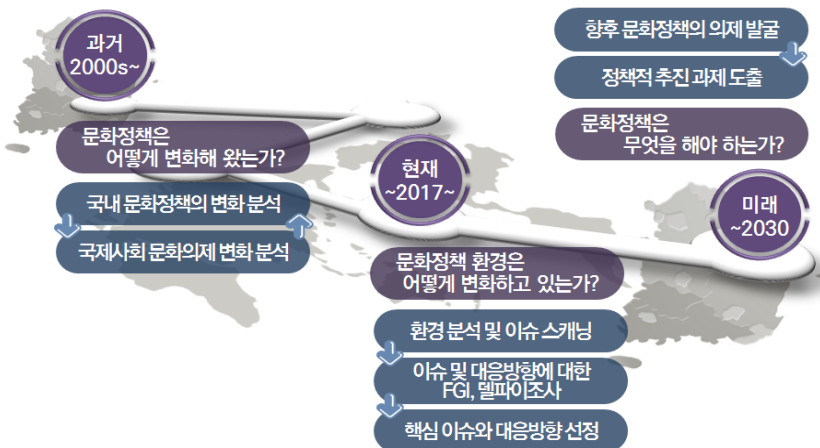 과거
2000s~
문화정책은
어떻게 변화해 왔는가?
국내 문화정책의 변화 분석
국제사회 문화의제 변화 분석
현재
~2017~
문화정책 환경은
어떻게 변화하고 있는가?
환경 분석 및 이슈 스캐닝
이슈 및 대응방향에 대한
FGI, 델파이조사
핵심 이슈와 대응방향 선정
향후 문화정책의 의제 발굴
정책적 추진 과제 도출
문화정책은
무엇을 해야 하는가?
미래
~2030